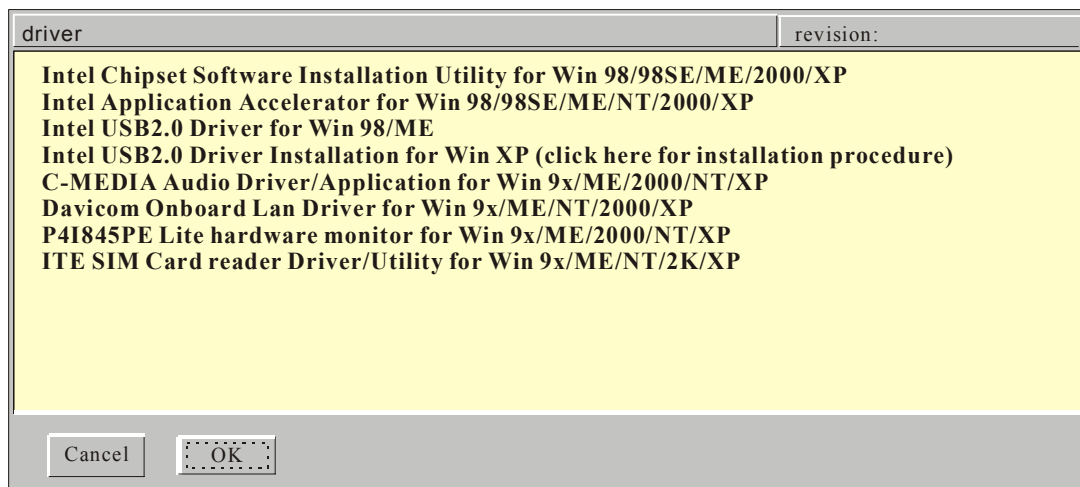 driver
revision:
Intel Chipset Software Installation Utility for Win 98/98SE/ME/2000/XP
Intel Application Accelerator for Win 98/98SE/ME/NT/2000/XP
Intel USB2.0 Driver for Win 98/ME
Intel USB2.0 Driver Installation for Win XP (click here for installation procedure)
C-MEDIA Audio Driver/Application for Win 9x/ME/2000/NT/XP
Davicom Onboard Lan Driver for Win 9x/ME/NT/2000/XP
P4I845PE Lite hardware monitor for Win 9x/ME/2000/NT/XP
ITE SIM Card reader Driver/Utility for Win 9x/ME/NT/2K/XP
Cancel
OK